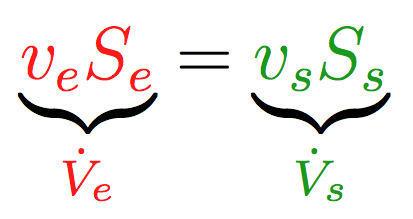 vₑSₑ = vₛSₛ
V̇ₑ V̇ₛ